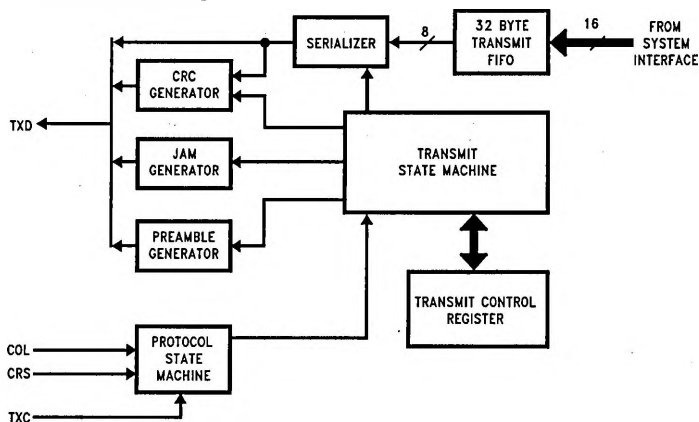 SERIALIZER
8
32 BYTE
TRANSMIT
FIFO
16
FROM
SYSTEM
INTERFACE
CRC
GENERATOR
TXD
JAM
GENERATOR
TRANSMIT
STATE MACHINE
PREAMBLE
GENERATOR
TRANSMIT CONTROL
REGISTER
COL
CRS
TXC
PROTOCOL
STATE
MACHINE